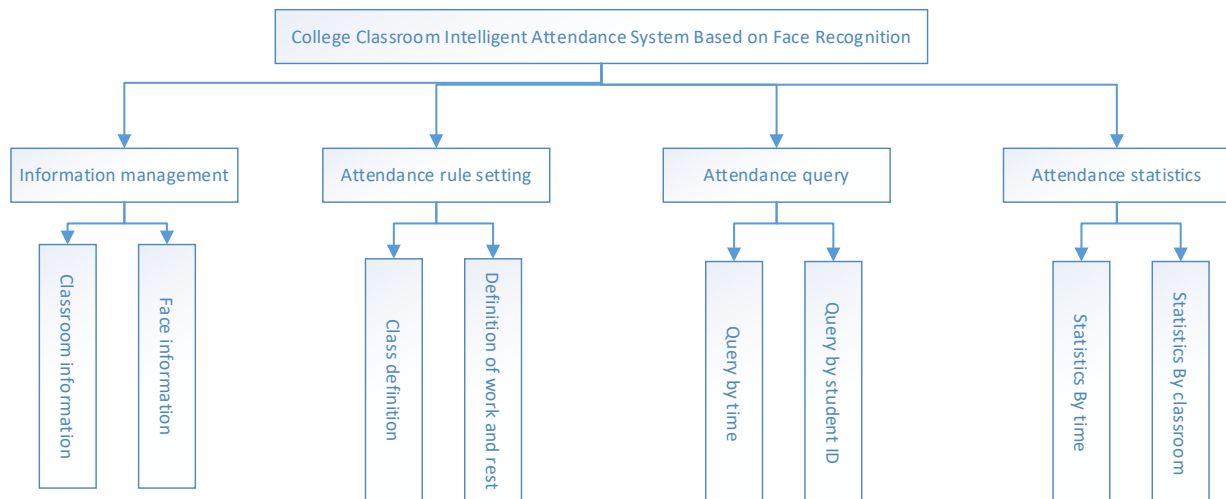 College Classroom Intelligent Attendance System Based on Face Recognition
Information management
Attendance rule setting
Attendance query
Attendance statistics
Classroom information
Face information
Class definition
Definition of work and rest
Query by time
Query by student ID
Statistics By time
Statistics By classroom